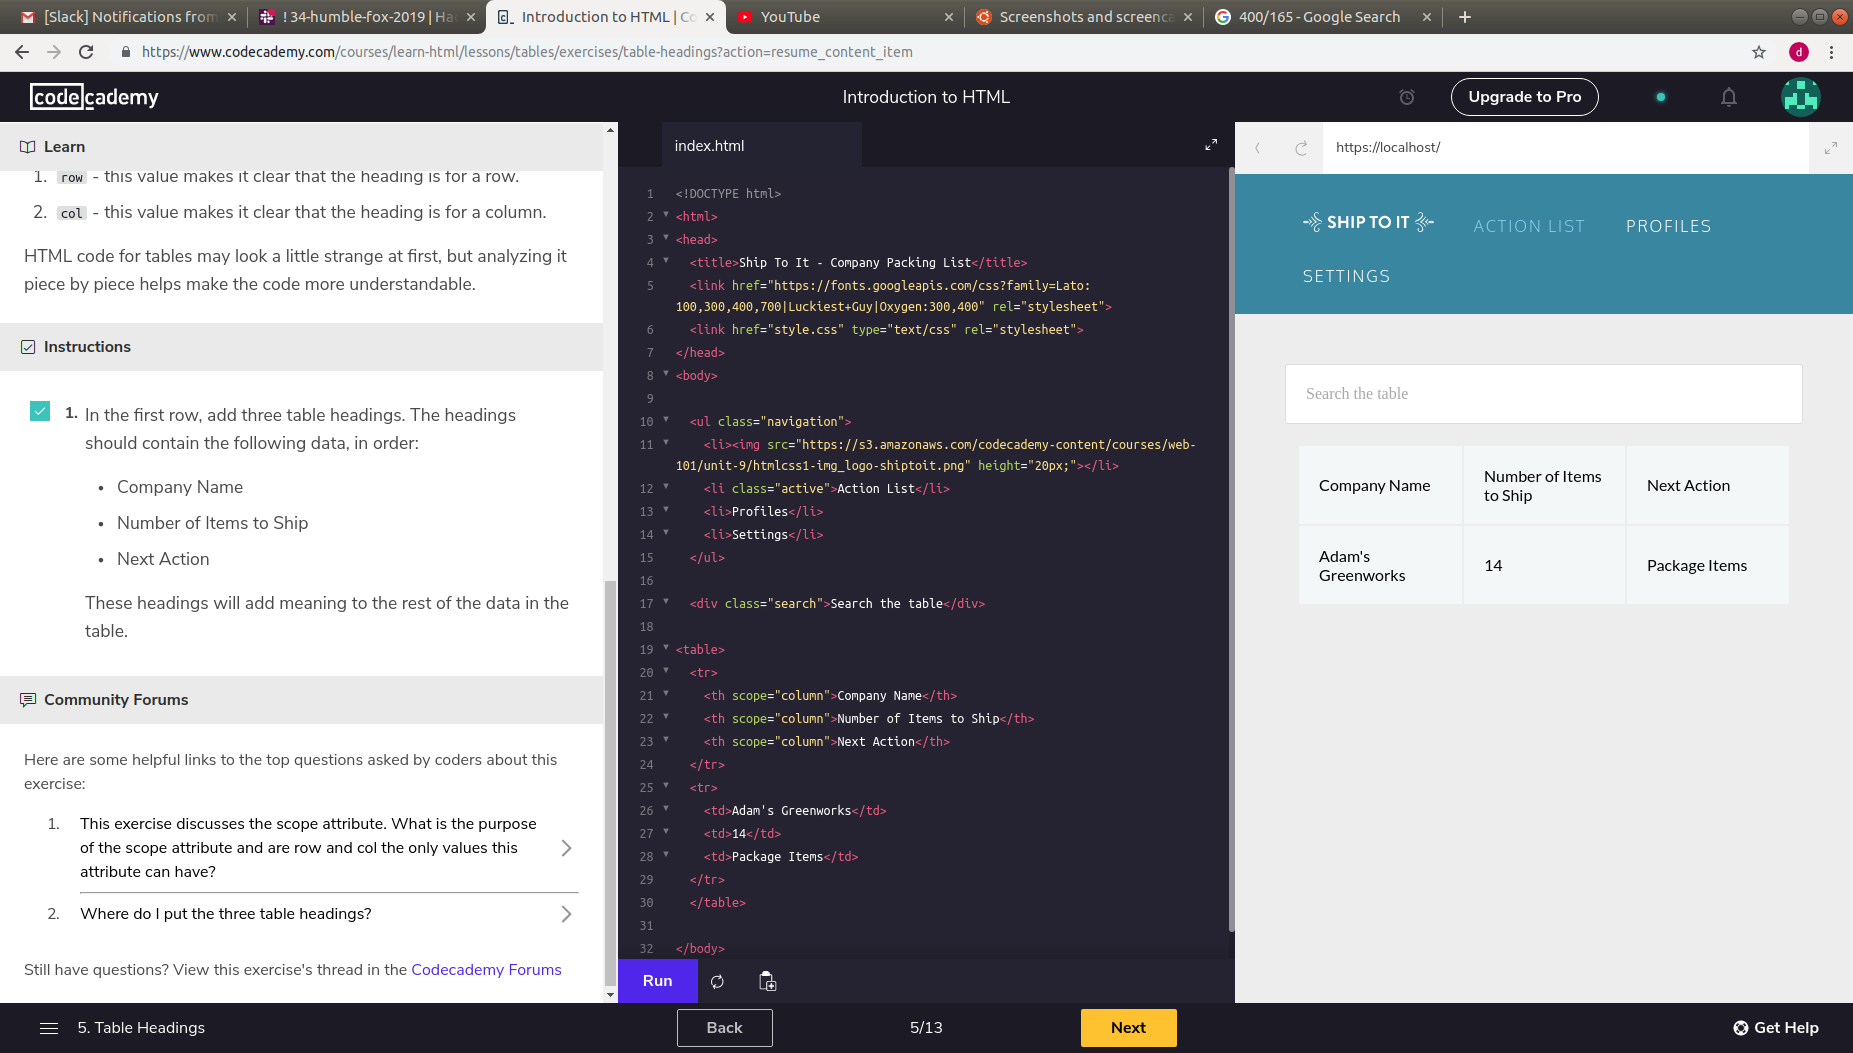 [Slack] Notifications from
! 34-humble-fox-2019 | Ha
Introduction to HTML | Co
YouTube
Screenshots and screenca
400/165 - Google Search
https://www.codecademy.com/courses/learn-html/lessons/tables/exercises/table-headings?action=resume_content_item
d
codecademy
Introduction to HTML
Upgrade to Pro
Learn
1. row - this value makes it clear that the heading is for a row.
2. col - this value makes it clear that the heading is for a column.
HTML code for tables may look a little strange at first, but analyzing it
piece by piece helps make the code more understandable.
Instructions
1. In the first row, add three table headings. The headings
should contain the following data, in order:
• Company Name
• Number of Items to Ship
• Next Action
These headings will add meaning to the rest of the data in the
table.
Community Forums
Here are some helpful links to the top questions asked by coders about this
exercise:
1. This exercise discusses the scope attribute. What is the purpose
of the scope attribute and are row and col the only values this
attribute can have?
2. Where do I put the three table headings?
Still have questions? View this exercise's thread in the Codecademy Forums
index.html
1 <!DOCTYPE html>
2 <html>
3 <head>
4 <title>Ship To It - Company Packing List</title>
5 <link href="https://fonts.googleapis.com/css?family=Lato:
100,300,400,700|Luckiest+Guy|Oxygen:300,400" rel="stylesheet">
6 <link href="style.css" type="text/css" rel="stylesheet">
7 </head>
8 <body>
9
10 <ul class="navigation">
11 <li><img src="https://s3.amazonaws.com/codecademy-content/courses/web-
101/unit-9/htmlcss1-img_logo-shiptoit.png" height="20px;"></li>
12 <li class="active">Action List</li>
13 <li>Profiles</li>
14 <li>Settings</li>
15 </ul>
16
17 <div class="search">Search the table</div>
18
19 <table>
20 <tr>
21 <th scope="column">Company Name</th>
22 <th scope="column">Number of Items to Ship</th>
23 <th scope="column">Next Action</th>
24 </tr>
25 <tr>
26 <td>Adam's Greenworks</td>
27 <td>14</td>
28 <td>Package Items</td>
29 </tr>
30 </table>
31
32 </body>
Run
https://localhost/
SHIP TO IT
ACTION LIST
PROFILES
SETTINGS
Search the table
Company Name
Number of Items
to Ship
Next Action
Adam's
Greenworks
14
Package Items
5. Table Headings
Back
5/13
Next
Get Help